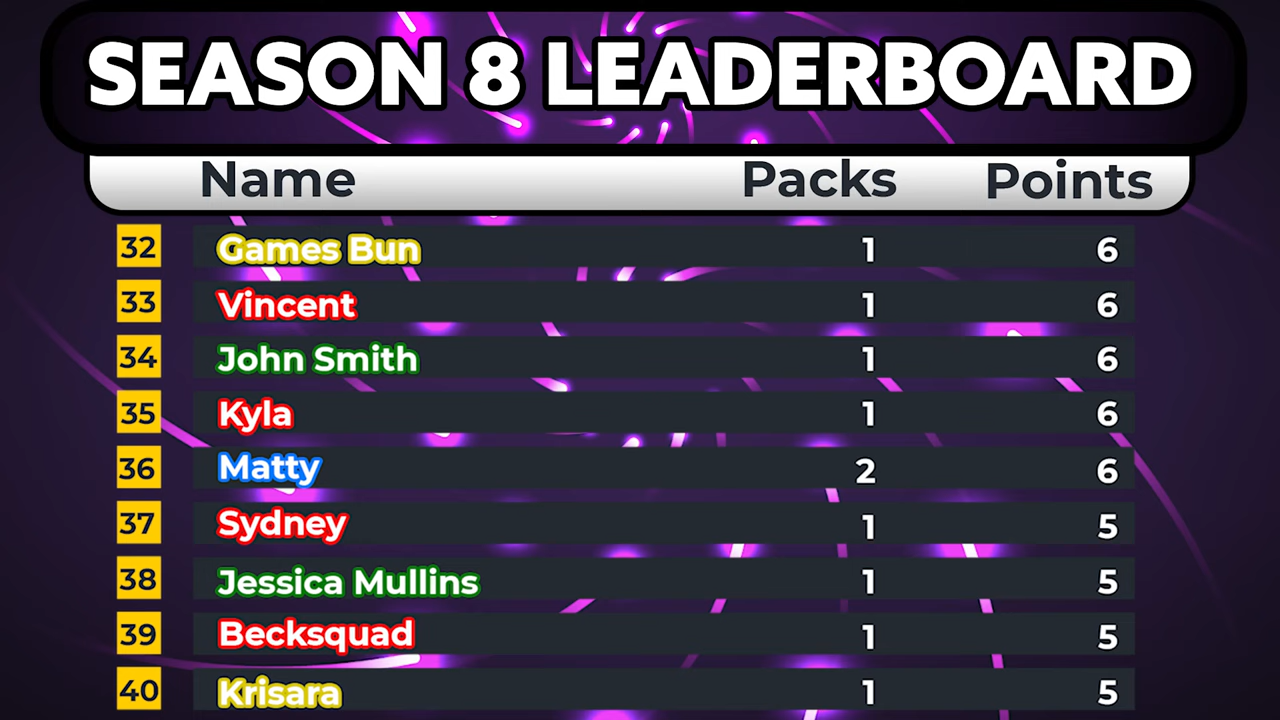 SEASON 8 LEADERBOARD
Name Packs Points
32 Games Bun 1 6
33 Vincent 1 6
34 John Smith 1 6
35 Kyla 1 6
36 Matty 2 6
37 Sydney 1 5
38 Jessica Mullins 1 5
39 Becksquad 1 5
40 Krisara 1 5